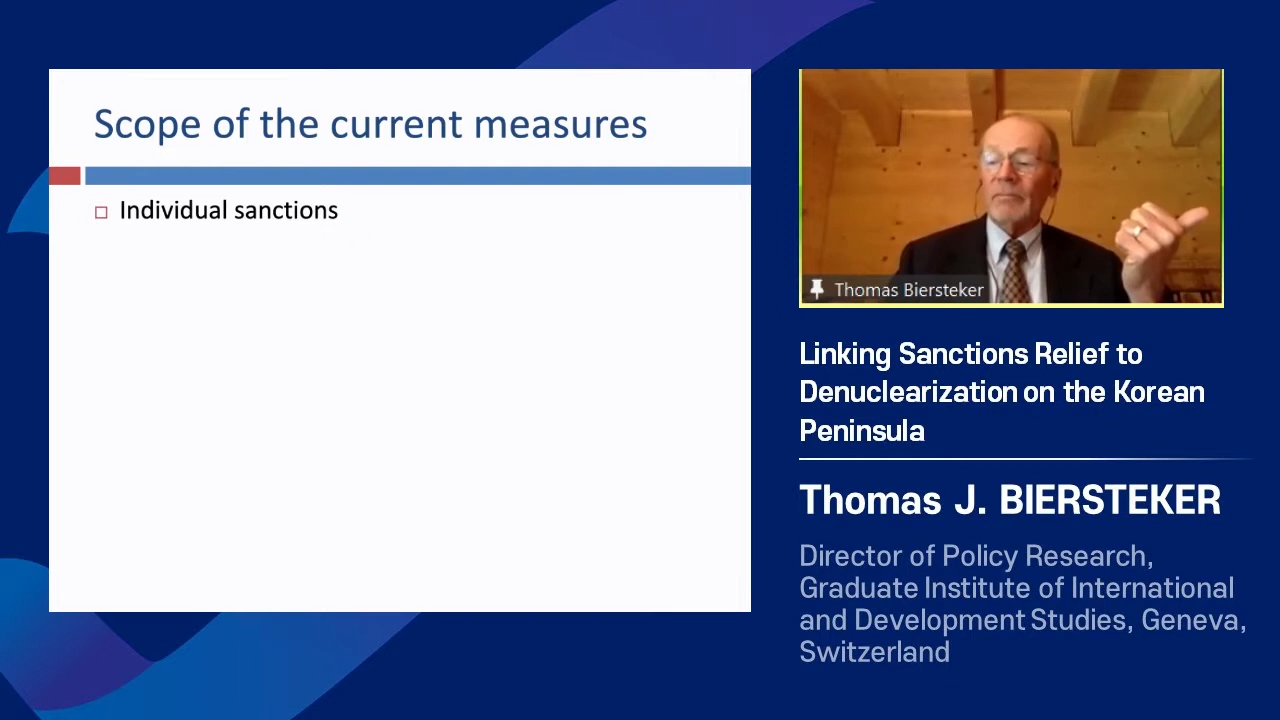 Scope of the current measures
Individual sanctions
Thomas Biersteker
Linking Sanctions Relief to
Denuclearization on the Korean
Peninsula
Thomas J. BIERSTEKER
Director of Policy Research,
Graduate Institute of International
and Development Studies, Geneva,
Switzerland